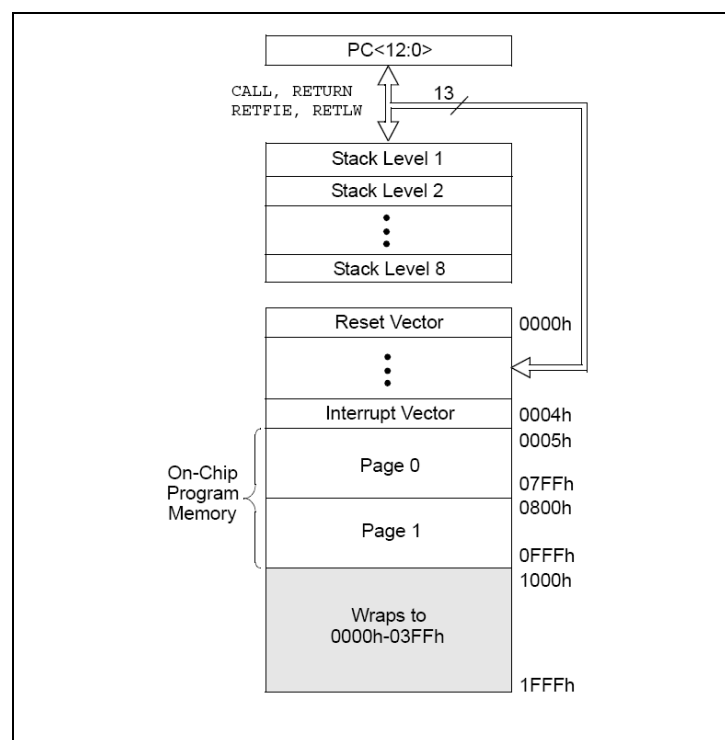 PC<12:0>
CALL, RETURN
RETFIE, RETLW
13
Stack Level 1
Stack Level 2
Stack Level 8
Reset Vector
0000h
Interrupt Vector
0004h
0005h
On-Chip
Program
Memory
Page 0
07FFh
0800h
Page 1
0FFFh
1000h
Wraps to
0000h-03FFh
1FFFh